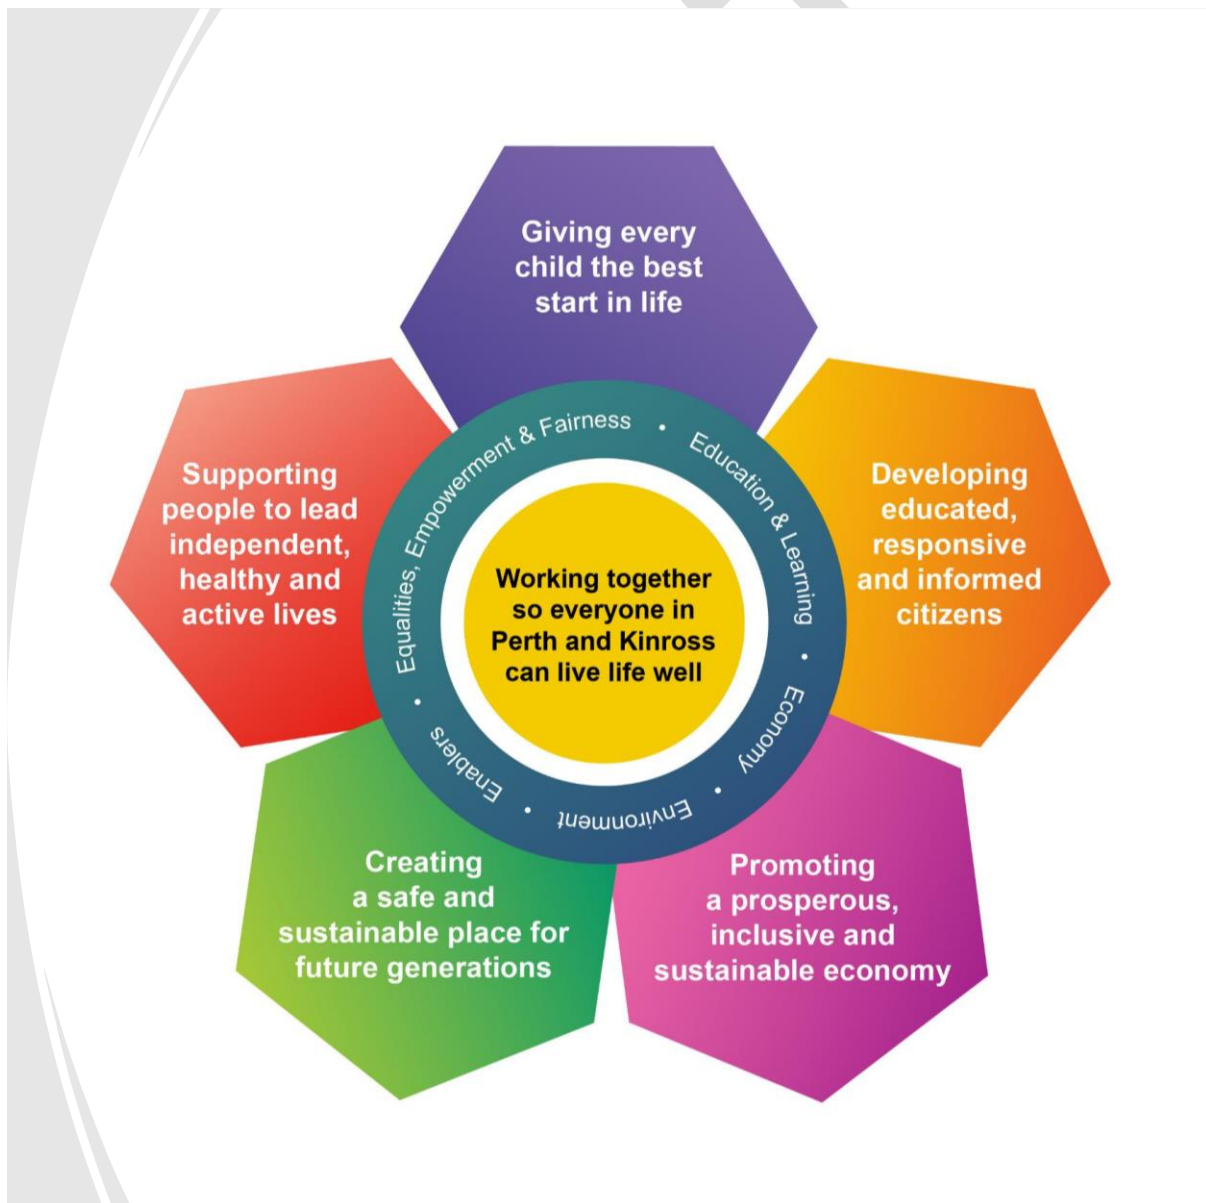 Giving every
child the best
start in life
Supporting
people to lead
independent,
healthy and
active lives
Developing
educated,
responsive
and informed
citizens
Equalities, Empowerment & Fairness • Education & Learning • Economy • Environment • Enablers •
Working together
so everyone in
Perth and Kinross
can live life well
Creating
a safe and
sustainable place for
future generations
Promoting
a prosperous,
inclusive and
sustainable economy